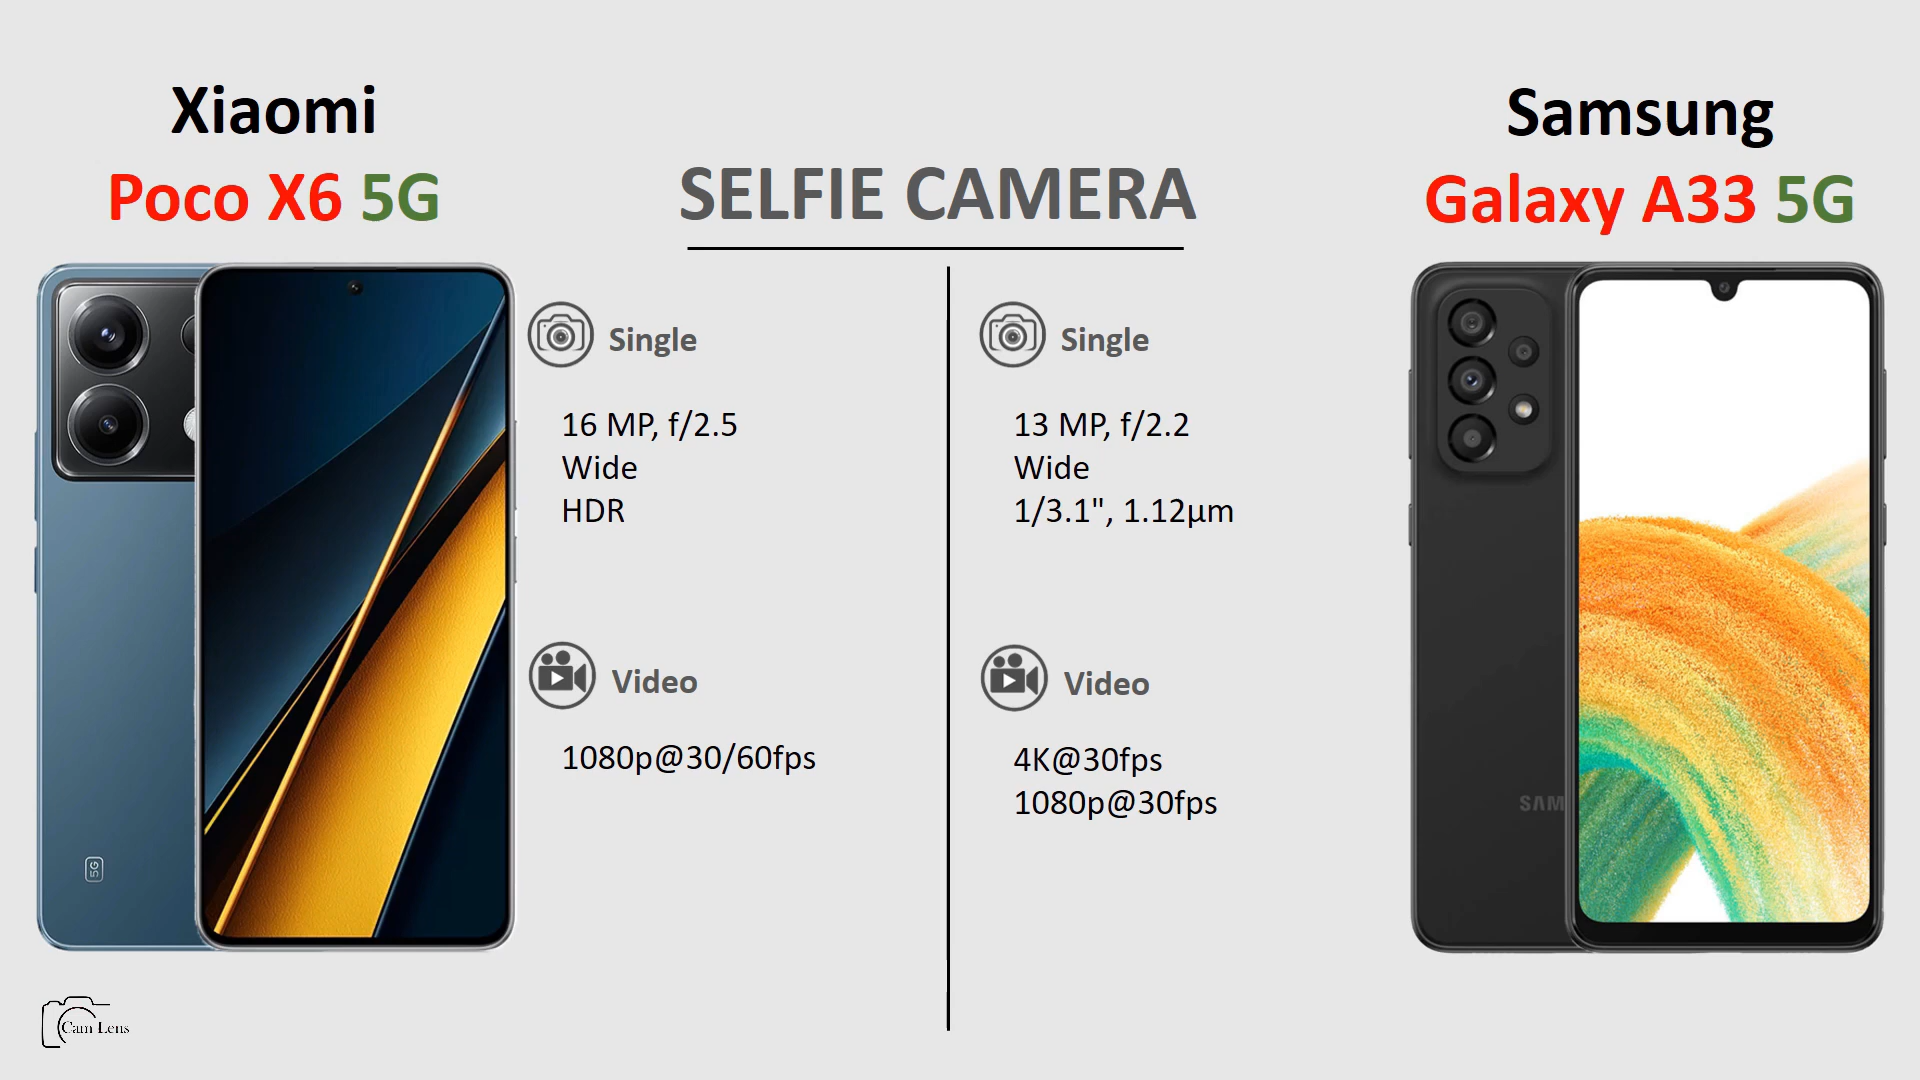 Xiaomi
Poco X6 5G
SELFIE CAMERA
Samsung
Galaxy A33 5G
Single
16 MP, f/2.5
Wide
HDR
Video
1080p@30/60fps
Single
13 MP, f/2.2
Wide
1/3.1", 1.12µm
Video
4K@30fps
1080p@30fps
5G
SAM
Cam Lens